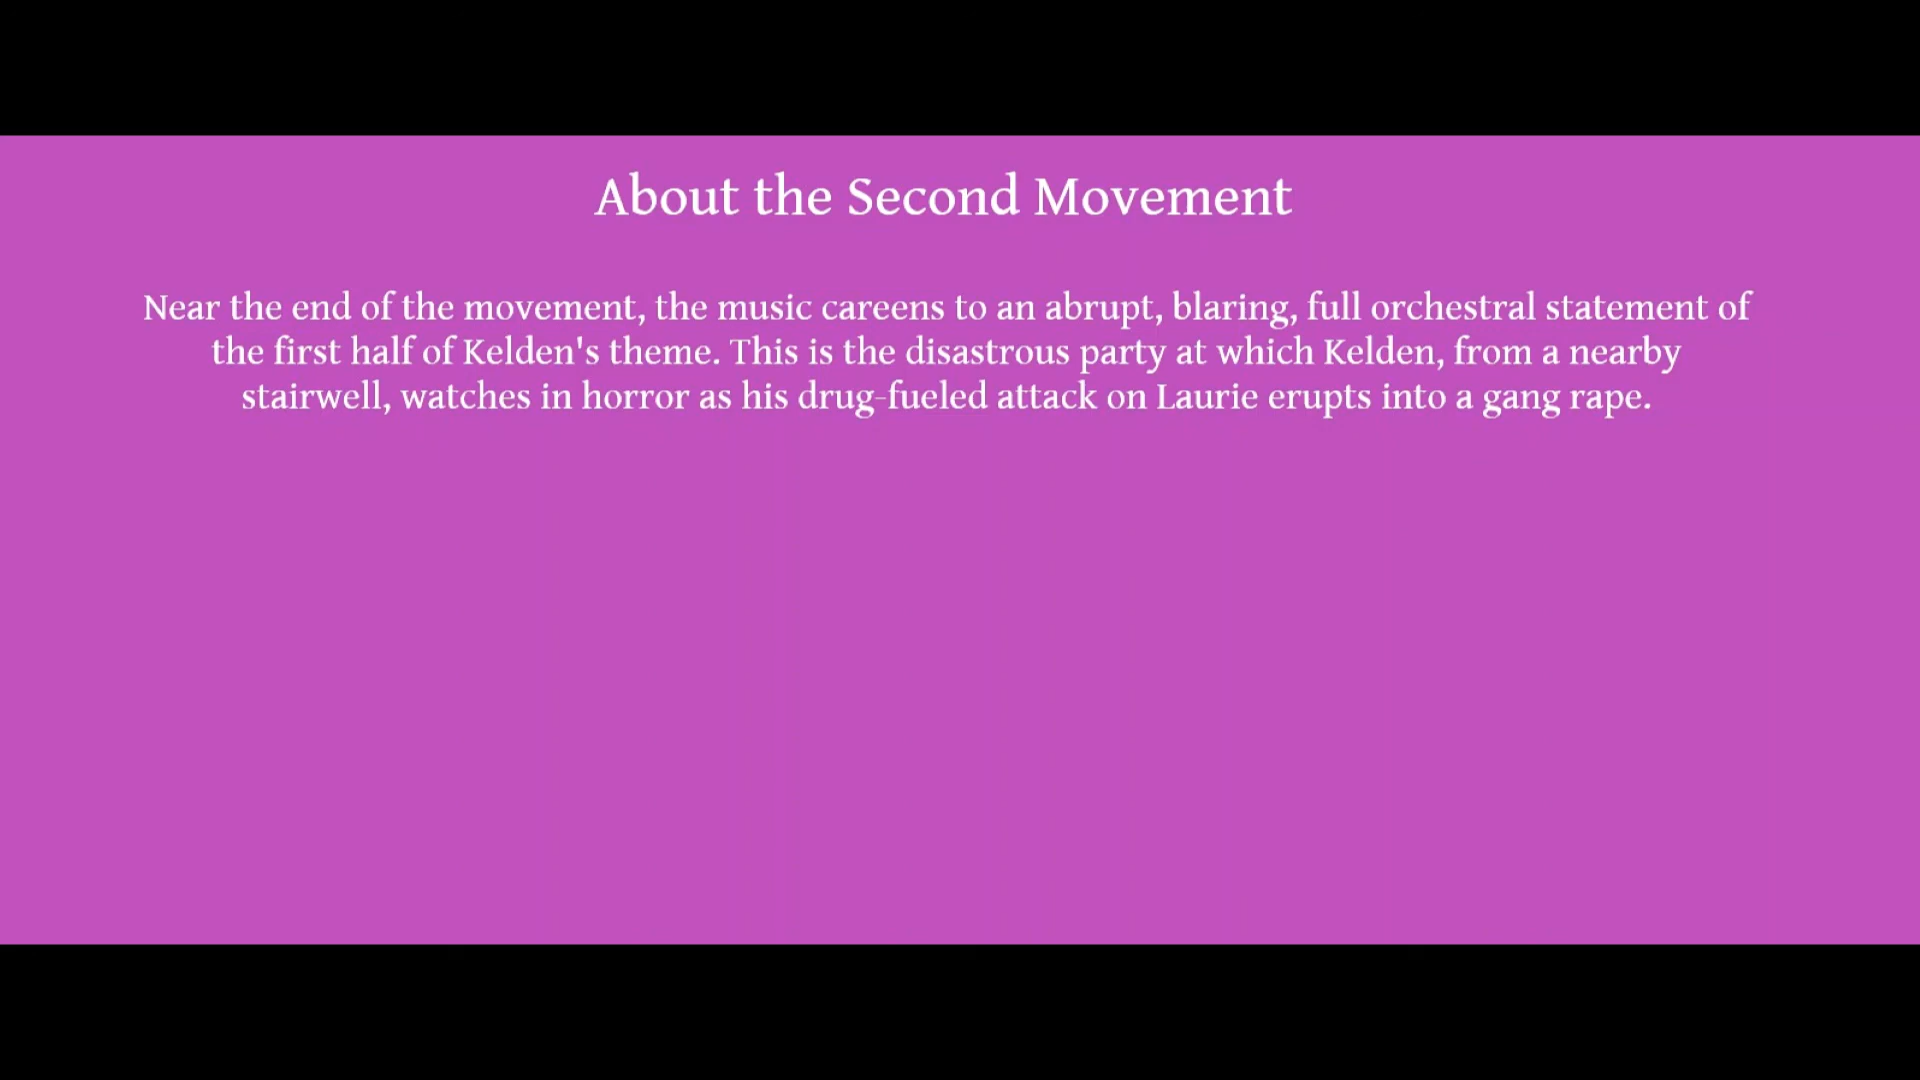 About the Second Movement
Near the end of the movement, the music careens to an abrupt, blaring, full orchestral statement of
the first half of Kelden's theme. This is the disastrous party at which Kelden, from a nearby
stairwell, watches in horror as his drug-fueled attack on Laurie erupts into a gang rape.